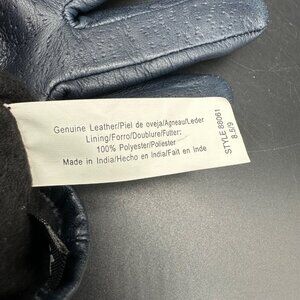 Genuine Leather/Piel de oveja/Agneau/Leder
Lining/Forro/Doublure/Futter:
100% Polyester/Poliester
Made in India/Hecho en India/Fait en Inde
STYLE 88061
8.5/9